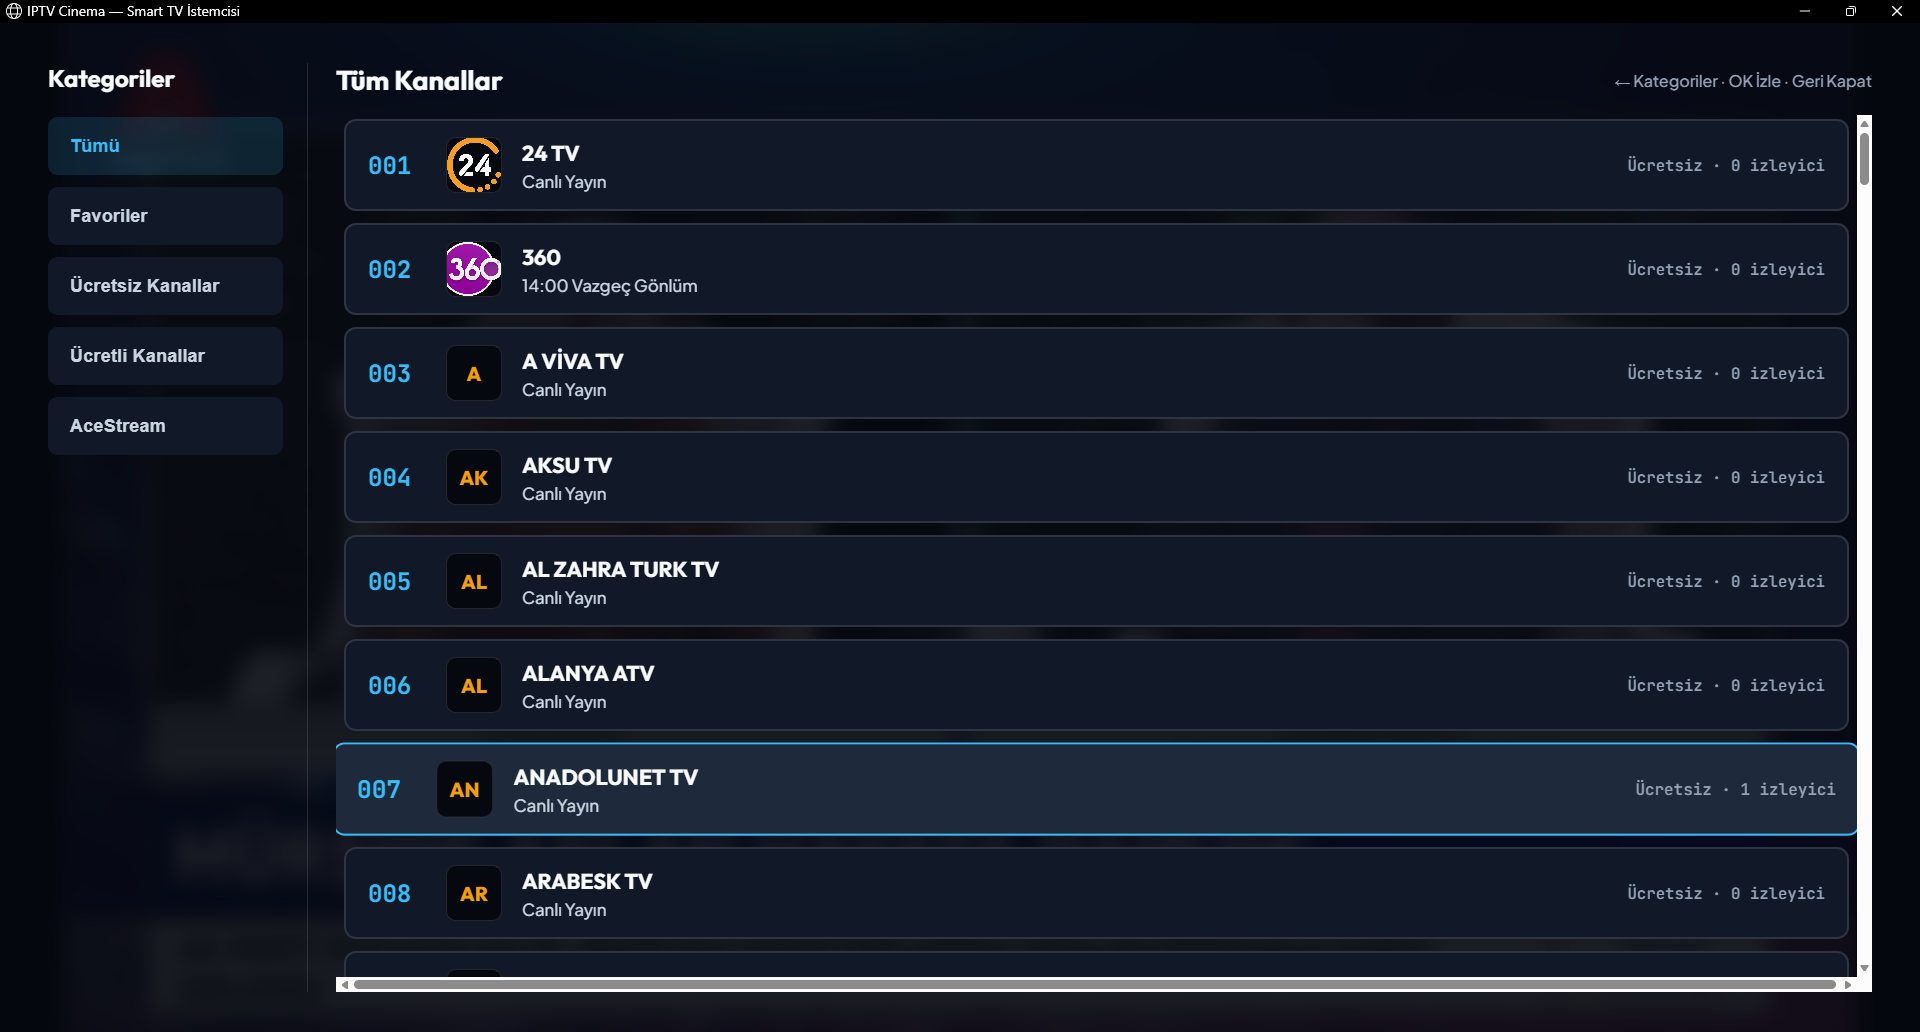 IPTV Cinema — Smart TV İstemcisi
Kategoriler
Tümü
Favoriler
Ücretsiz Kanallar
Ücretli Kanallar
AceStream
Tüm Kanallar
← Kategoriler · OK İzle · Geri Kapat
001
24
24 TV
Canlı Yayın
Ücretsiz · 0 izleyici
002
360
360
14:00 Vazgeç Gönlüm
Ücretsiz · 0 izleyici
003
A
A VİVA TV
Canlı Yayın
Ücretsiz · 0 izleyici
004
AK
AKSU TV
Canlı Yayın
Ücretsiz · 0 izleyici
005
AL
AL ZAHRA TURK TV
Canlı Yayın
Ücretsiz · 0 izleyici
006
AL
ALANYA ATV
Canlı Yayın
Ücretsiz · 0 izleyici
007
AN
ANADOLUNET TV
Canlı Yayın
Ücretsiz · 1 izleyici
008
AR
ARABESK TV
Canlı Yayın
Ücretsiz · 0 izleyici